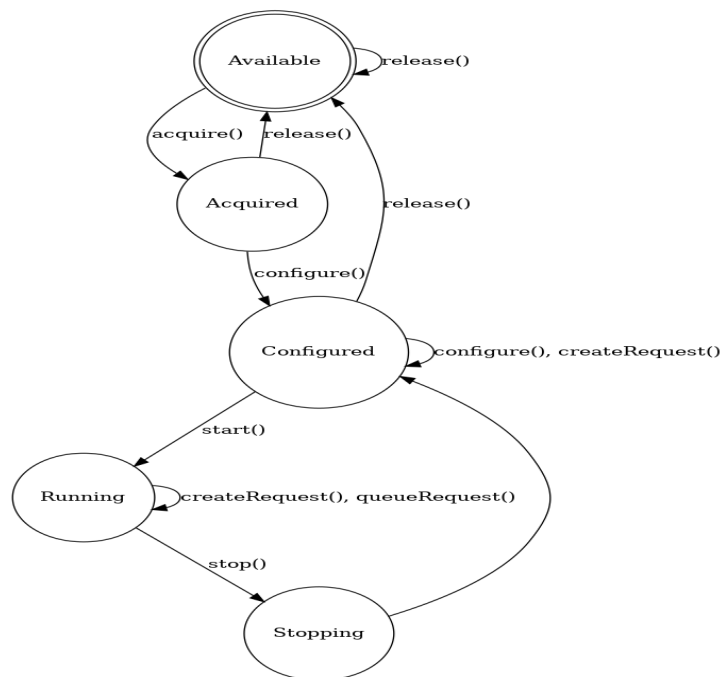 Available
release()
acquire()
release()
Acquired
release()
configure()
Configured
configure(), createRequest()
start()
Running
createRequest(), queueRequest()
stop()
Stopping